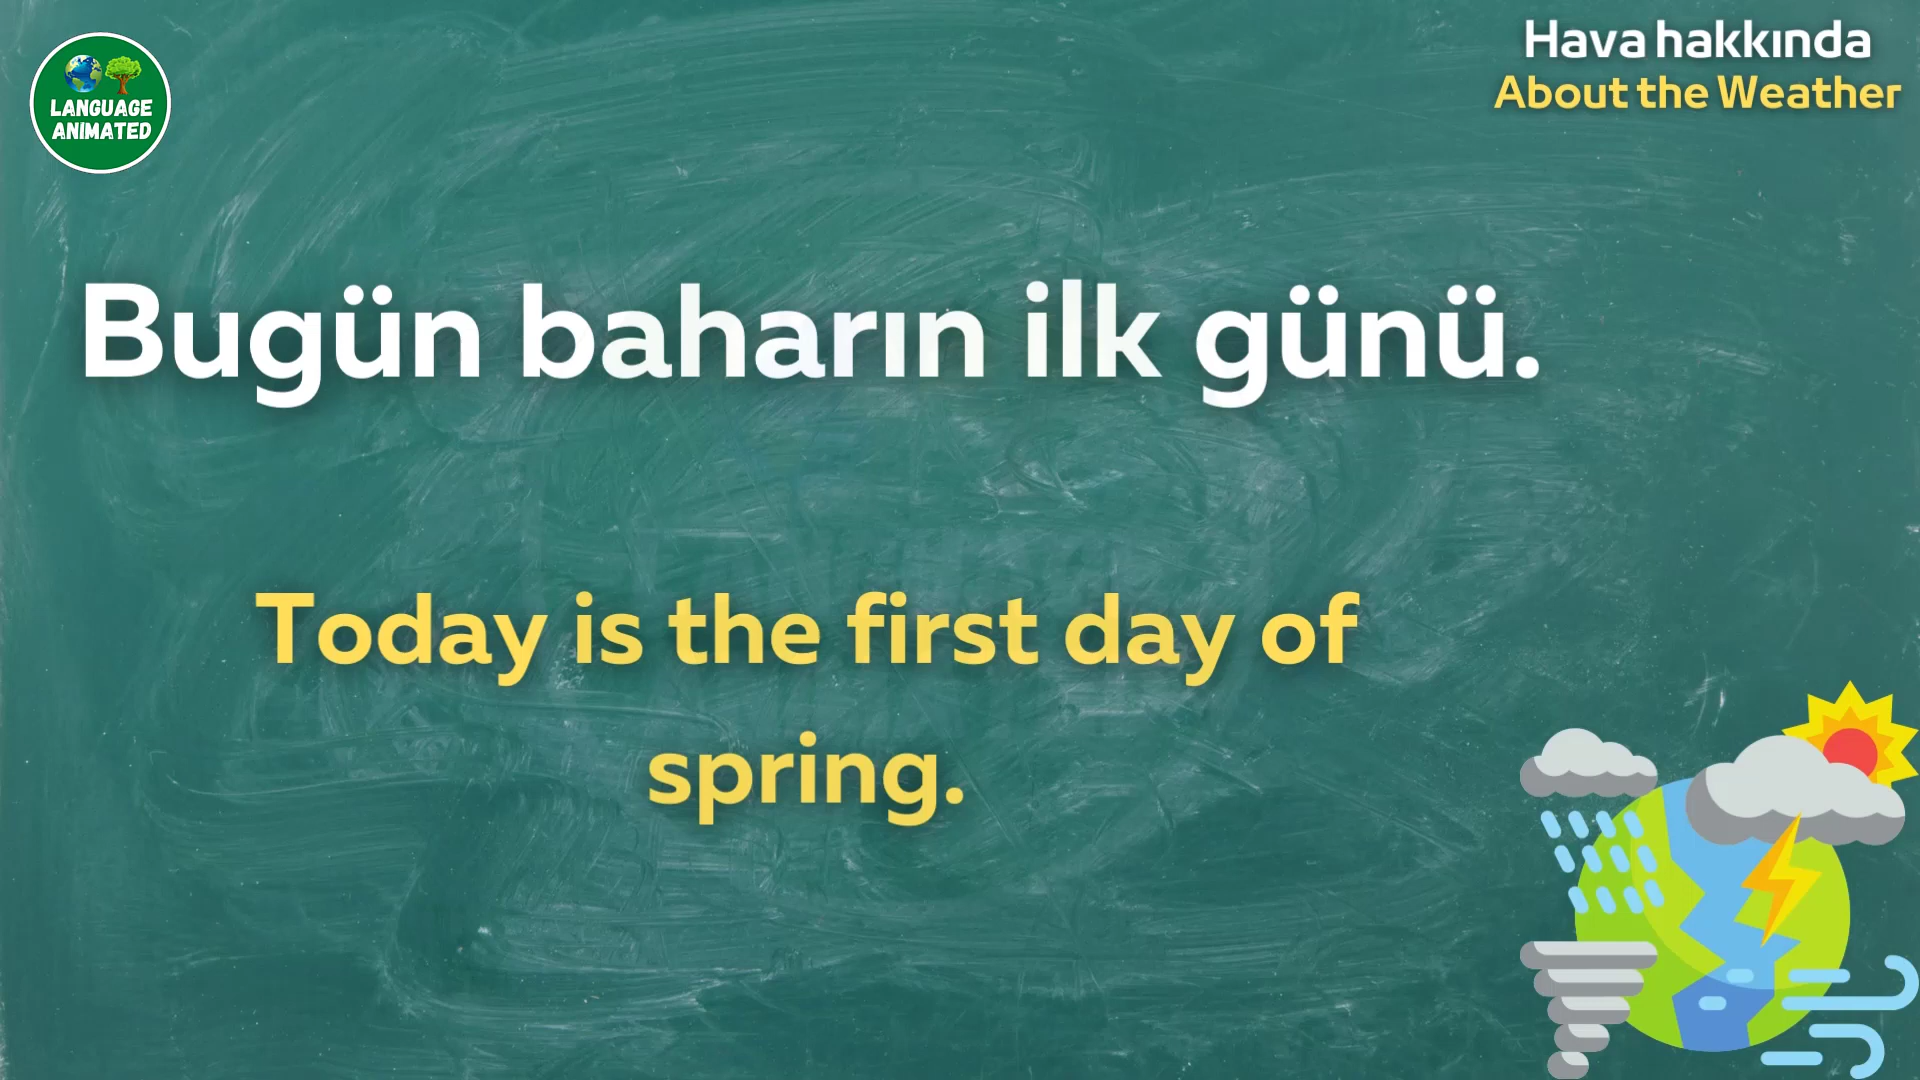 LANGUAGE
ANIMATED
Hava hakkında
About the Weather
Bugün baharın ilk günü.
Today is the first day of
spring.